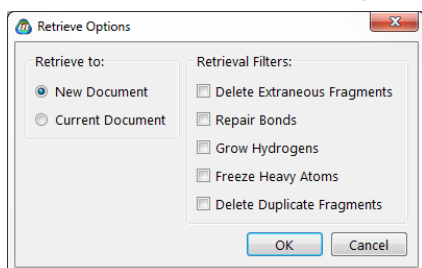 Retrieve Options
Retrieve to:
New Document
Current Document
Retrieval Filters:
Delete Extraneous Fragments
Repair Bonds
Grow Hydrogens
Freeze Heavy Atoms
Delete Duplicate Fragments
OK Cancel